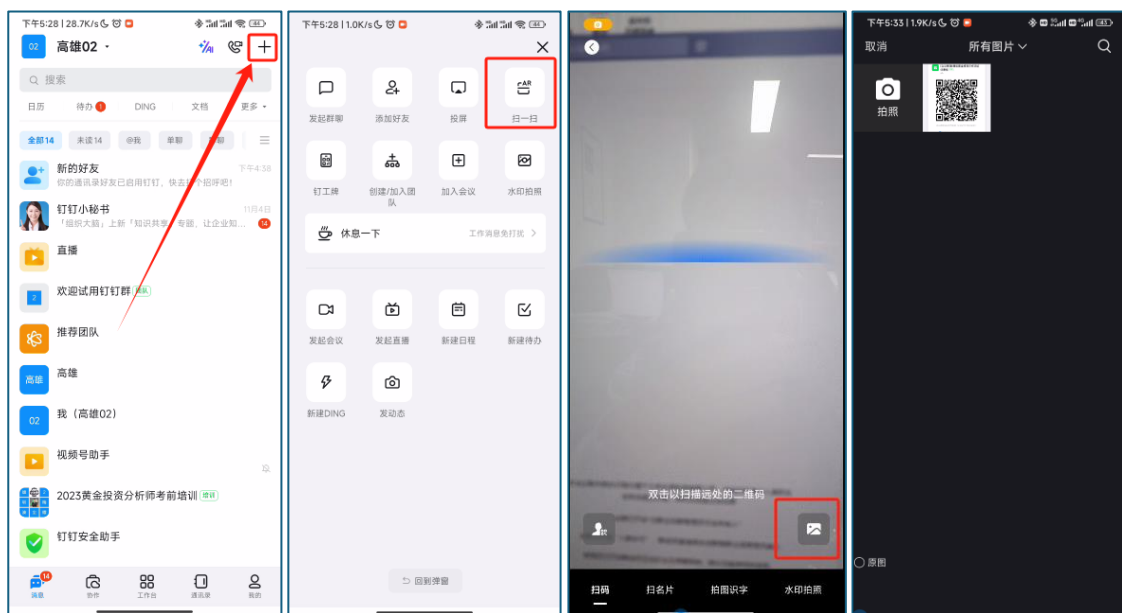 下午5:28 | 28.7K/s
02 高雄02
AI
搜索
日历 待办 1 DING 文档 更多
全部14 未读14 @我 单聊
新的好友 下午4:38
你的通讯录好友已启用钉钉，快去
个招呼吧！
钉钉小秘书 11月4日
「组织大脑」上新「知识共享」专题，让企业知... 14
直播
2 欢迎试用钉钉群
推荐团队
高雄 高雄
02 我（高雄02）
视频号助手
2023黄金投资分析师考前培训 培训
钉钉安全助手
14
消息 协作 工作台 通讯录 我的
下午5:28 | 1.0K/s
44
发起群聊 添加好友 投屏 AR 扫一扫
钉工牌 创建/加入团队 加入会议 水印拍照
休息一下 工作消息免打扰
发起会议 发起直播 新建日程 新建待办
新建DING 发动态
回到弹窗
双击以扫描远处的二维码
扫码 扫名片 拍图识字 水印拍照
下午5:33 | 1.9K/s
43
取消 所有图片
拍照
原图